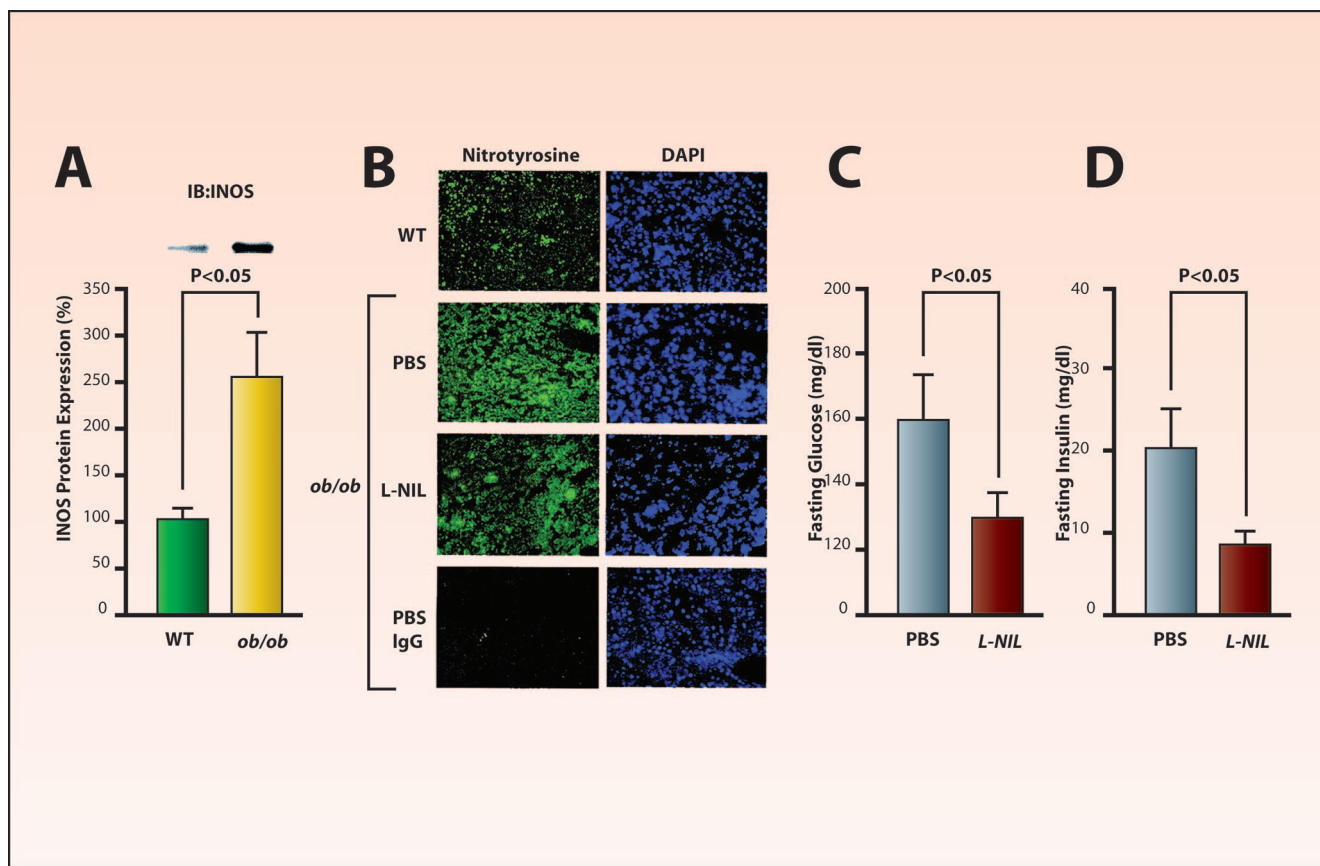 A
IB:INOS
P<0.05
INOS Protein Expression (%)
350
300
250
200
150
100
50
0
WT
ob/ob
B
Nitrotyrosine
DAPI
WT
PBS
ob/ob
L-NIL
PBS
IgG
C
P<0.05
Fasting Glucose (mg/dl)
200
180
160
140
120
0
PBS
L-NIL
D
P<0.05
Fasting Insulin (mg/dl)
40
30
20
10
0
PBS
L-NIL